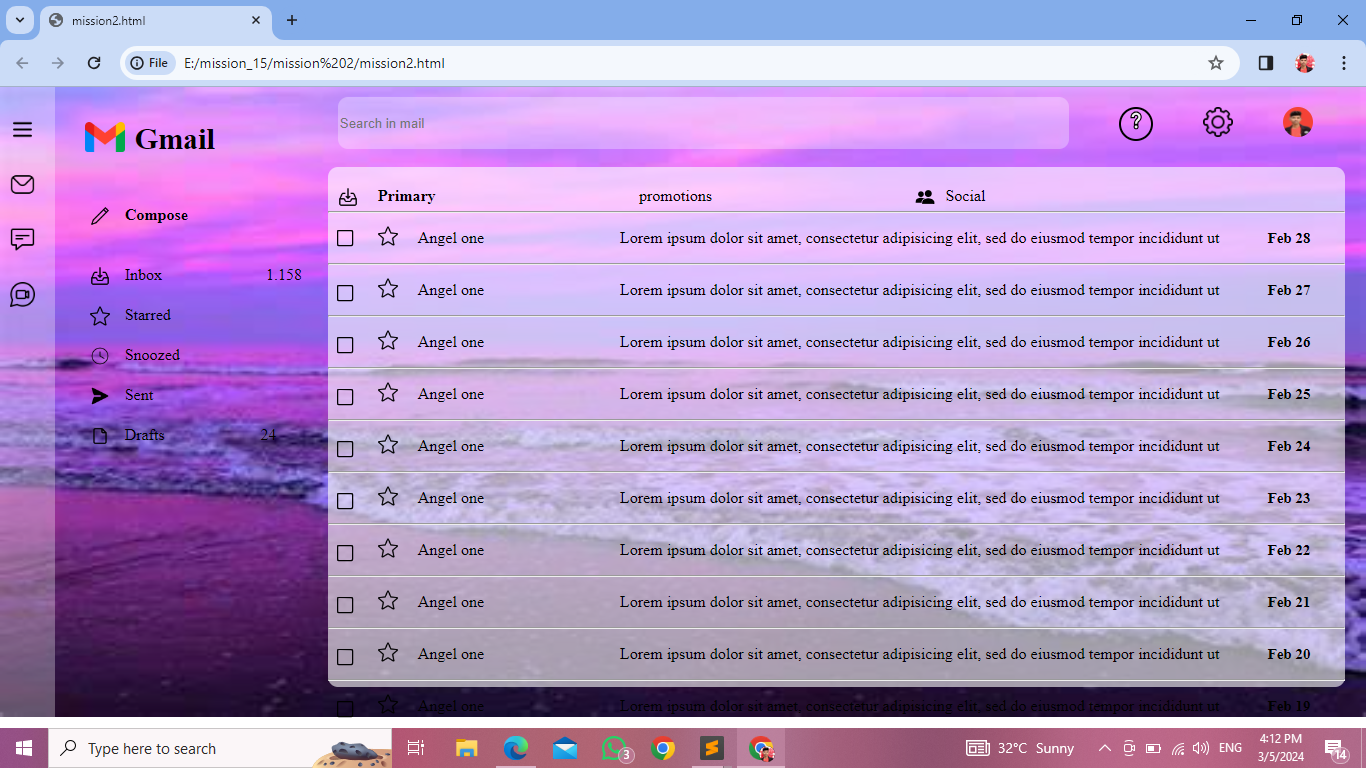 mission2.html
File E:/mission_15/mission%202/mission2.html
Gmail
Search in mail
?
Compose
Inbox 1.158
Starred
Snoozed
Sent
Drafts 24
Primary promotions Social
Angel one Lorem ipsum dolor sit amet, consectetur adipisicing elit, sed do eiusmod tempor incididunt ut Feb 28
Angel one Lorem ipsum dolor sit amet, consectetur adipisicing elit, sed do eiusmod tempor incididunt ut Feb 27
Angel one Lorem ipsum dolor sit amet, consectetur adipisicing elit, sed do eiusmod tempor incididunt ut Feb 26
Angel one Lorem ipsum dolor sit amet, consectetur adipisicing elit, sed do eiusmod tempor incididunt ut Feb 25
Angel one Lorem ipsum dolor sit amet, consectetur adipisicing elit, sed do eiusmod tempor incididunt ut Feb 24
Angel one Lorem ipsum dolor sit amet, consectetur adipisicing elit, sed do eiusmod tempor incididunt ut Feb 23
Angel one Lorem ipsum dolor sit amet, consectetur adipisicing elit, sed do eiusmod tempor incididunt ut Feb 22
Angel one Lorem ipsum dolor sit amet, consectetur adipisicing elit, sed do eiusmod tempor incididunt ut Feb 21
Angel one Lorem ipsum dolor sit amet, consectetur adipisicing elit, sed do eiusmod tempor incididunt ut Feb 20
Angel one Lorem ipsum dolor sit amet, consectetur adipisicing elit, sed do eiusmod tempor incididunt ut Feb 19
Type here to search
3
S
32°C Sunny
ENG
4:12 PM
3/5/2024
14